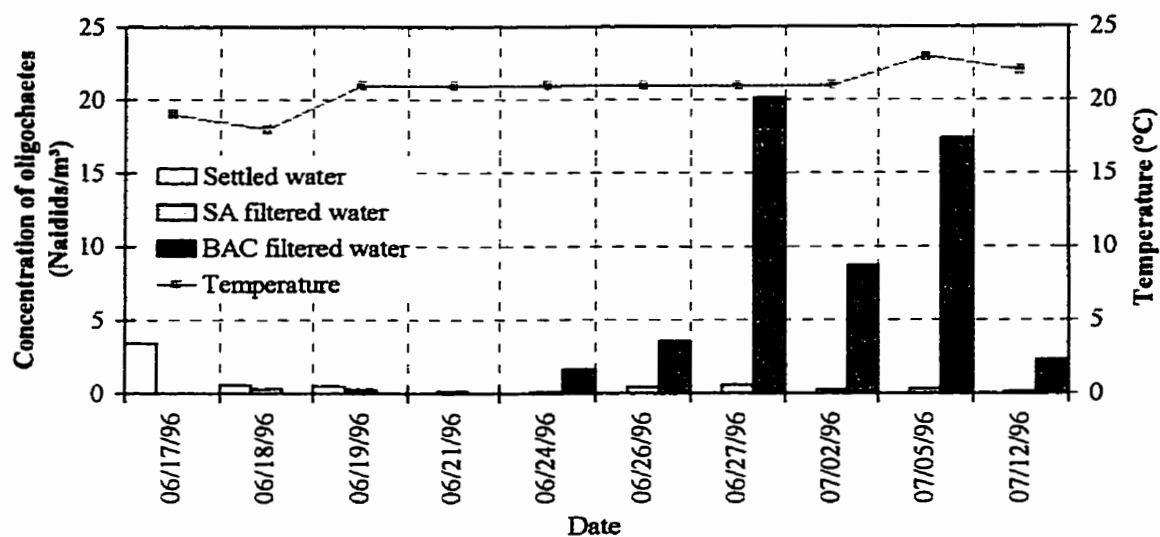 Concentration of oligochaetes
(Naidids/m³)
25
20
15
10
5
0
Settled water
SA filtered water
BAC filtered water
Temperature
25
20
15
10
5
0
Temperature (°C)
06/17/96
06/18/96
06/19/96
06/21/96
06/24/96
06/26/96
06/27/96
07/02/96
07/05/96
07/12/96
Date